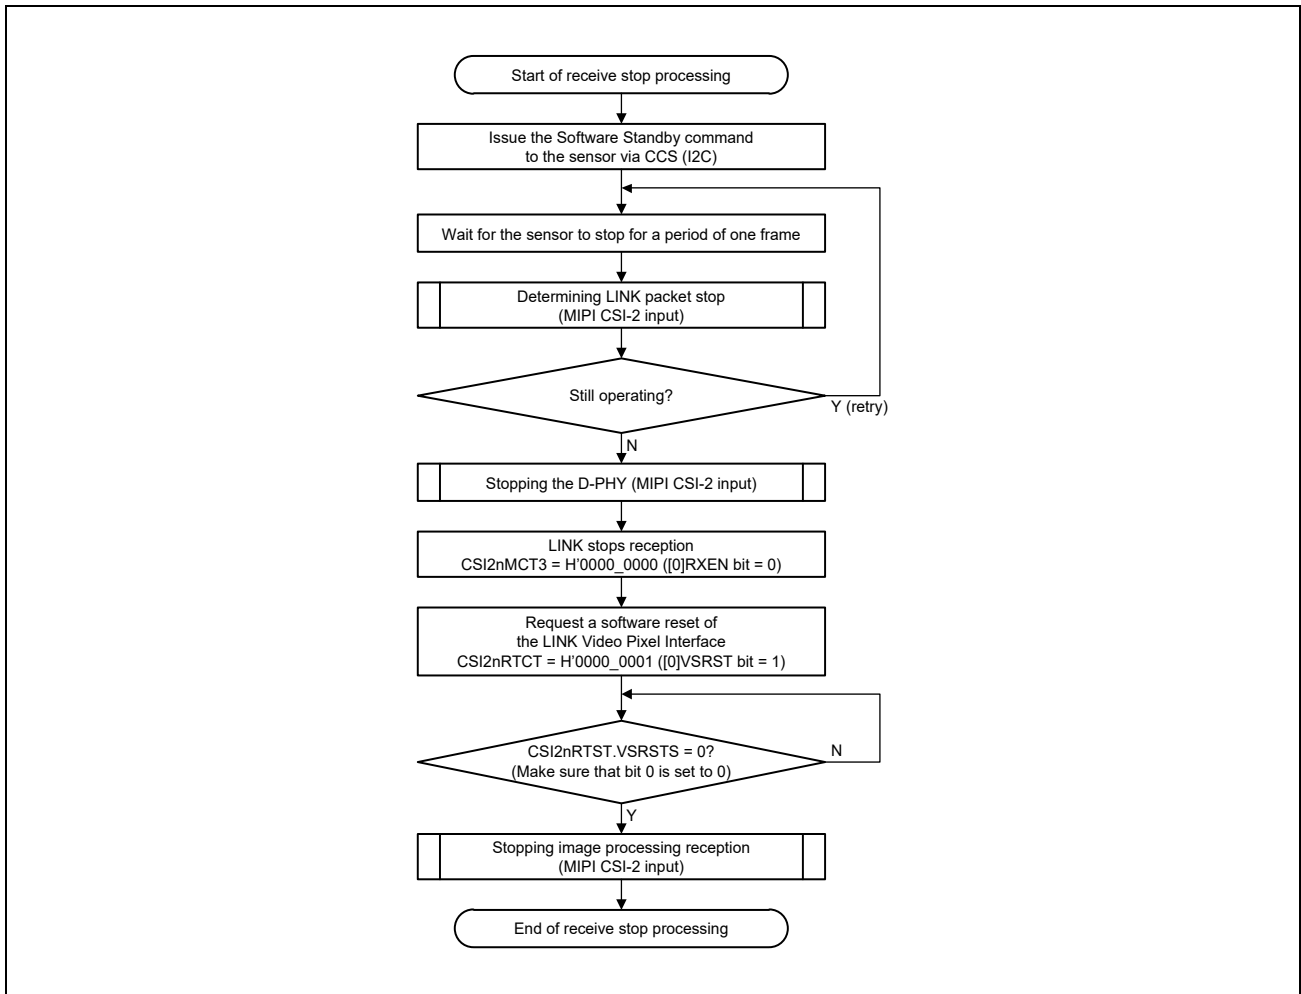 Start of receive stop processing
Issue the Software Standby command
to the sensor via CCS (I2C)
Wait for the sensor to stop for a period of one frame
Determining LINK packet stop
(MIPI CSI-2 input)
Still operating?
Y (retry)
N
Stopping the D-PHY (MIPI CSI-2 input)
LINK stops reception
CSI2nMCT3 = H'0000_0000 ([0]RXEN bit = 0)
Request a software reset of
the LINK Video Pixel Interface
CSI2nRTCT = H'0000_0001 ([0]VSRST bit = 1)
CSI2nRTST.VSRSTS = 0?
(Make sure that bit 0 is set to 0)
N
Y
Stopping image processing reception
(MIPI CSI-2 input)
End of receive stop processing